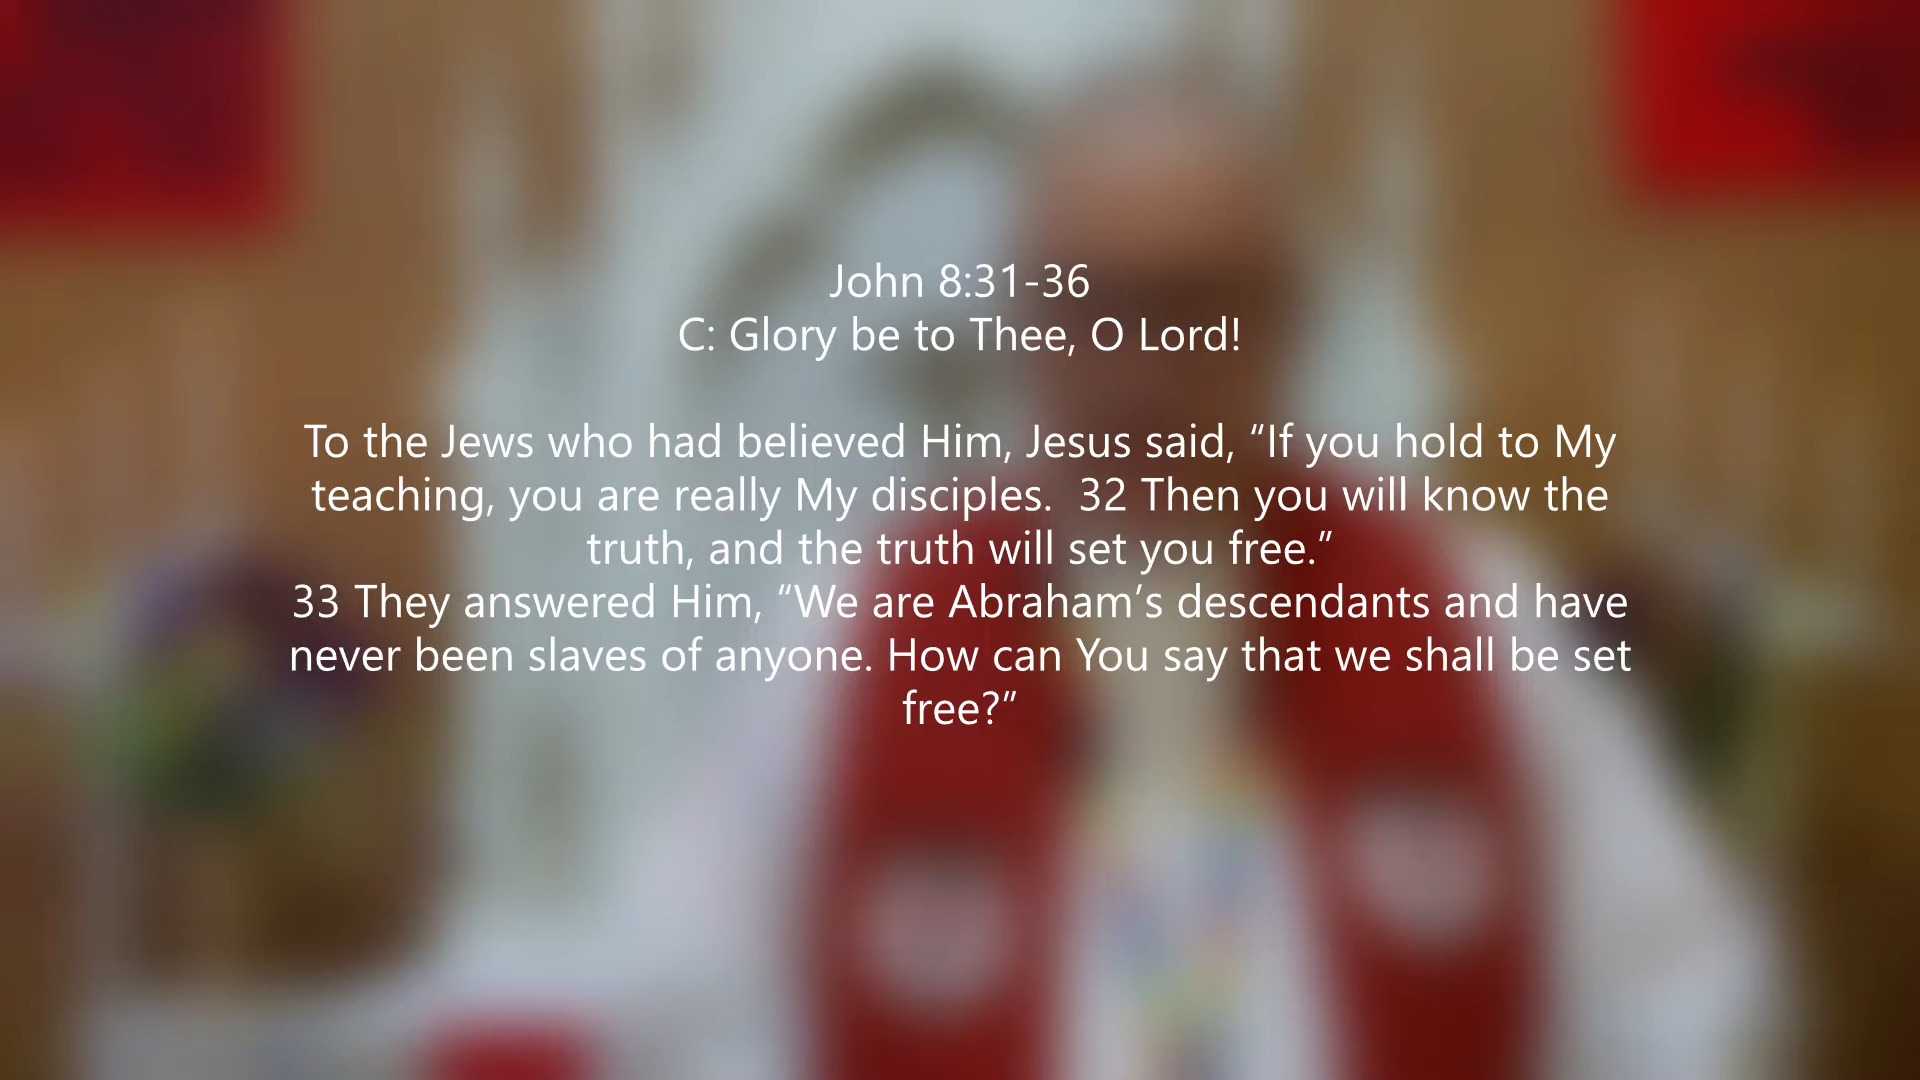 John 8:31-36
C: Glory be to Thee, O Lord!
To the Jews who had believed Him, Jesus said, “If you hold to My
teaching, you are really My disciples.  32 Then you will know the
truth, and the truth will set you free.”
33 They answered Him, “We are Abraham’s descendants and have
never been slaves of anyone. How can You say that we shall be set
free?”